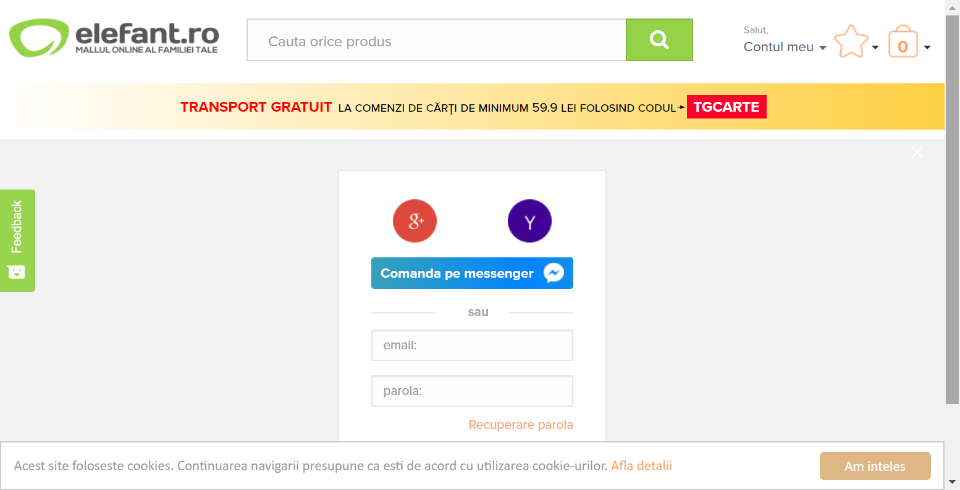 elefant.ro
MALLUL ONLINE AL FAMILIEI TALE
Cauta orice produs
Salut,
Contul meu
0
TRANSPORT GRATUIT LA COMENZI DE CĂRȚI DE MINIMUM 59.9 LEI FOLOSIND CODUL TGCARTE
Feedback
g+
Y
Comanda pe messenger
sau
email:
parola:
Recuperare parola
Acest site foloseste cookies. Continuarea navigarii presupune ca esti de acord cu utilizarea cookie-urilor. Afla detalii
Am inteles